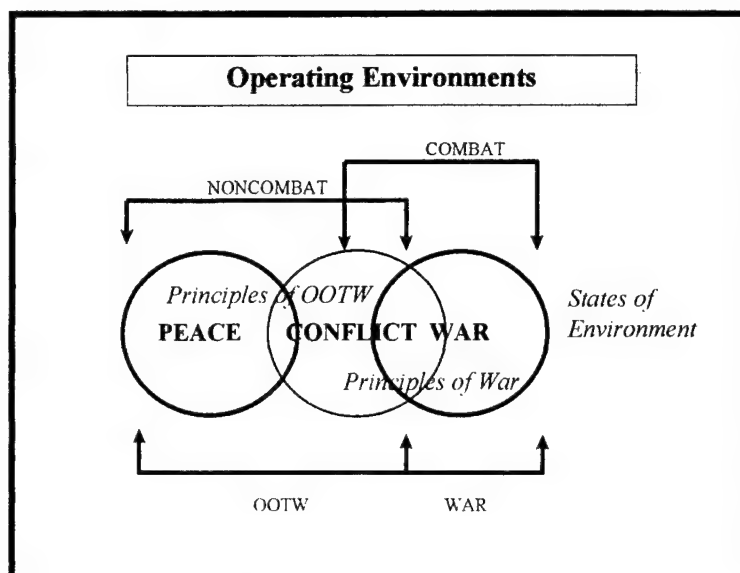 Operating Environments
COMBAT
NONCOMBAT
Principles of OOTW
States of
Environment
PEACE CONFLICT WAR
Principles of War
OOTW WAR